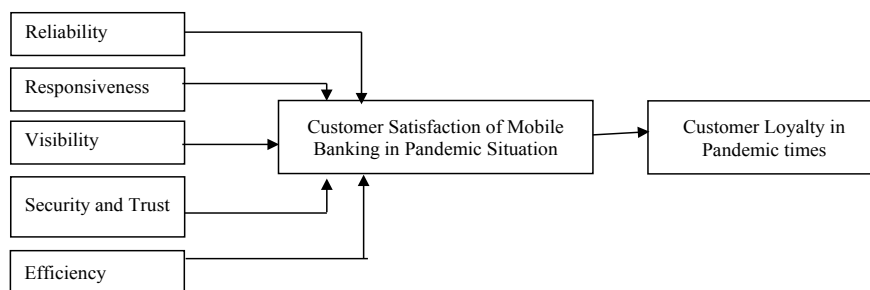 Reliability
Responsiveness
Visibility
Security and Trust
Efficiency
Customer Satisfaction of Mobile
Banking in Pandemic Situation
Customer Loyalty in
Pandemic times